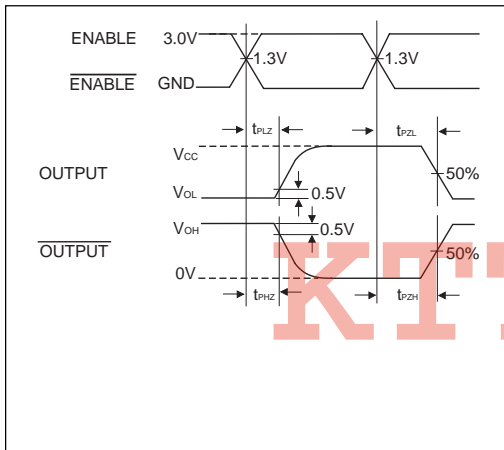 ENABLE 3.0V
1.3V 1.3V
ENABLE GND
tPLZ tPZL
VCC
OUTPUT 50%
VOL 0.5V
VOH 0.5V
OUTPUT 50%
0V
tPHZ tPZH
KT